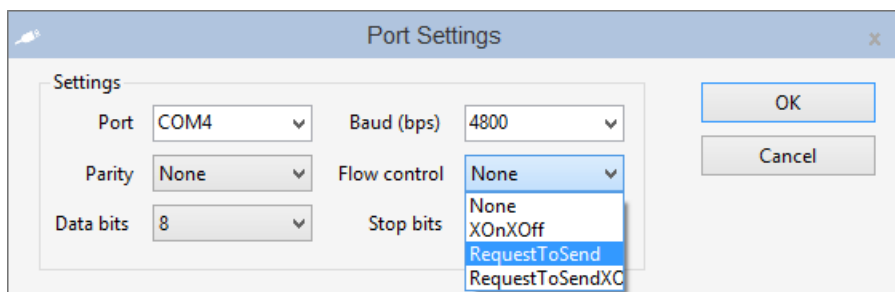 Port Settings
x
Settings
Port COM4 Baud (bps) 4800
OK
Parity None Flow control None
Cancel
Data bits 8 Stop bits
None
XOnXOff
RequestToSend
RequestToSendXO